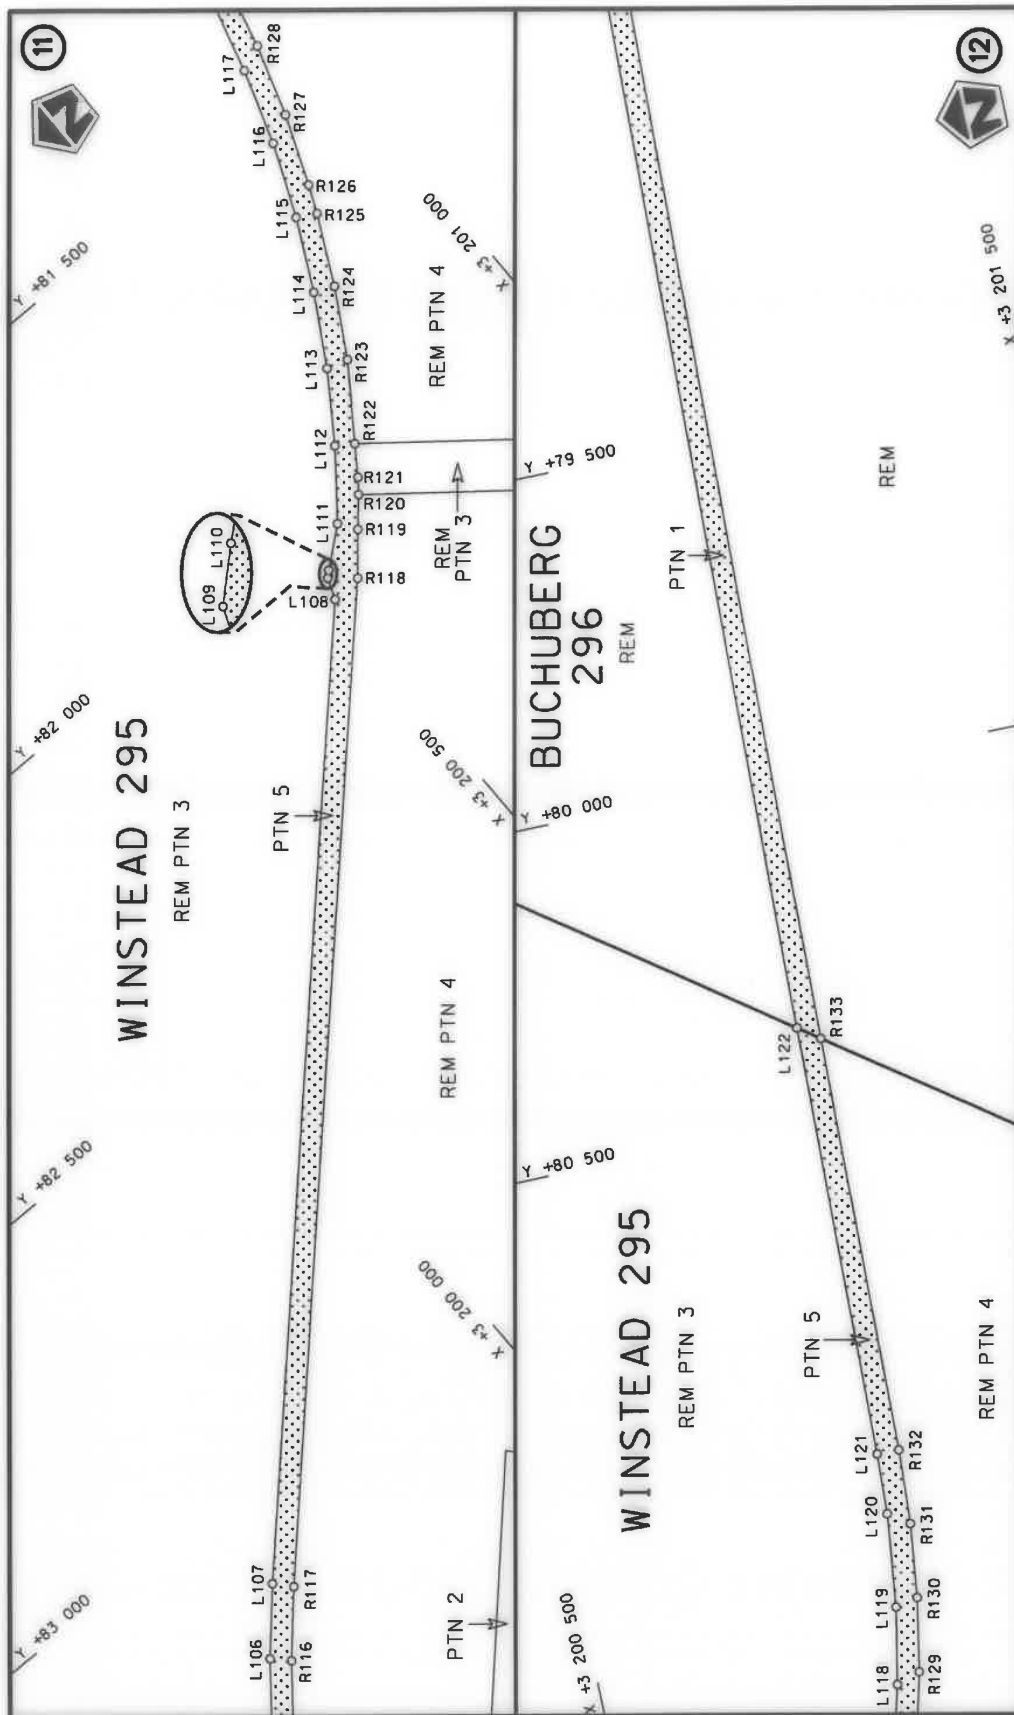 11
L117
R128
L116
R127
L115
R126
R125
L114
R124
L113
R123
L112
R122
L111
R121
R120
R119
R118
L110
L109
L108
Y +81 500
X +3 201 000
REM PTN 4
REM
PTN 3
WINSTEAD 295
REM PTN 3
PTN 5
Y +82 000
X +3 200 500
REM PTN 4
Y +82 500
X +3 200 000
L107
R117
L106
R116
Y +83 000
PTN 2
12
X +3 201 500
Y +79 500
PTN 1
REM
BUCHUBERG
296
REM
Y +80 000
L122
R133
Y +80 500
WINSTEAD 295
REM PTN 3
PTN 5
REM PTN 4
L121
R132
L120
R131
L119
R130
L118
R129
X +3 200 500